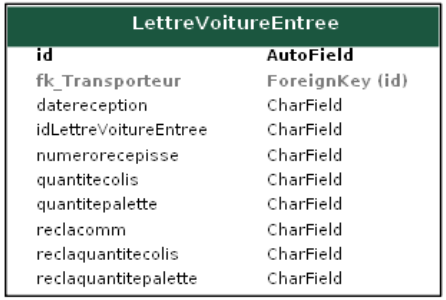 LettreVoitureEntree
id AutoField
fk_Transporteur ForeignKey (id)
datereception CharField
idLettreVoitureEntree CharField
numerorecepisse CharField
quantitecolis CharField
quantitepalette CharField
reclacomm CharField
reclaquantitecolis CharField
reclaquantitepalette CharField